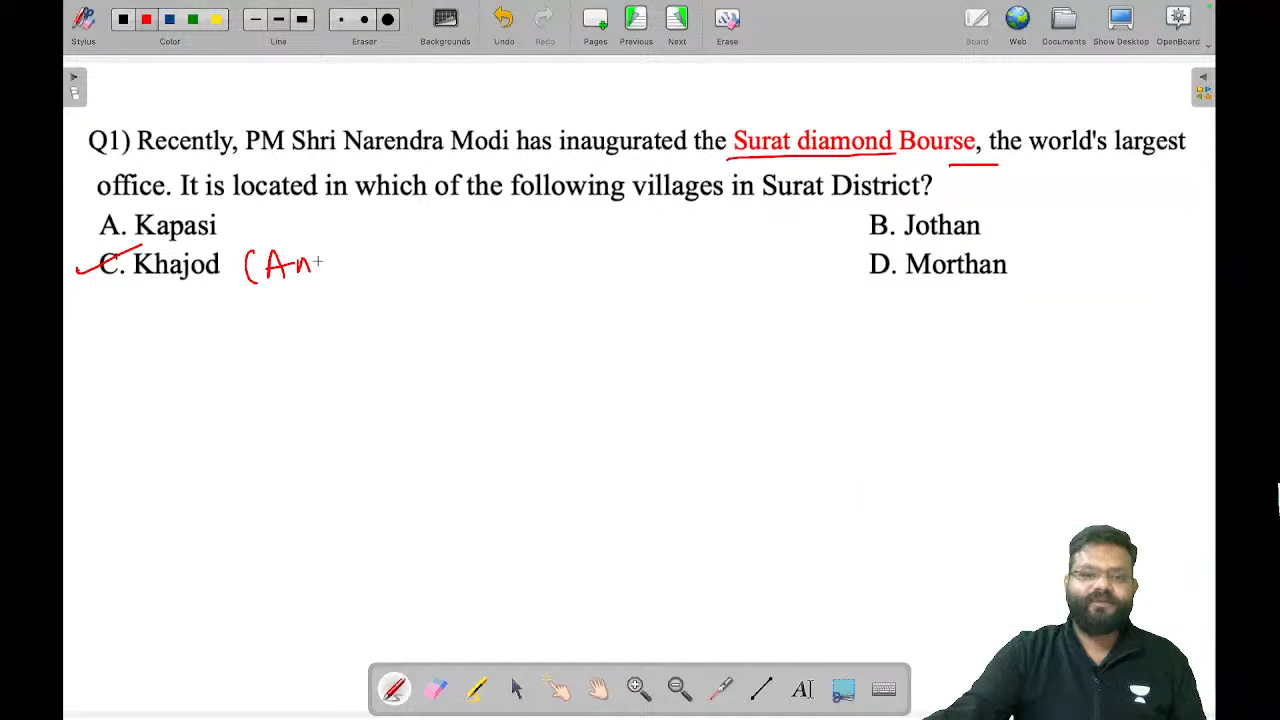 Stylus
Color
Line
Eraser
Backgrounds
Undo
Redo
Pages
Previous
Next
Erase
Board
Web
Documents
Show Desktop
OpenBoard
Q1) Recently, PM Shri Narendra Modi has inaugurated the Surat diamond Bourse, the world's largest
office. It is located in which of the following villages in Surat District?
A. Kapasi
B. Jothan
C. Khajod (An
D. Morthan